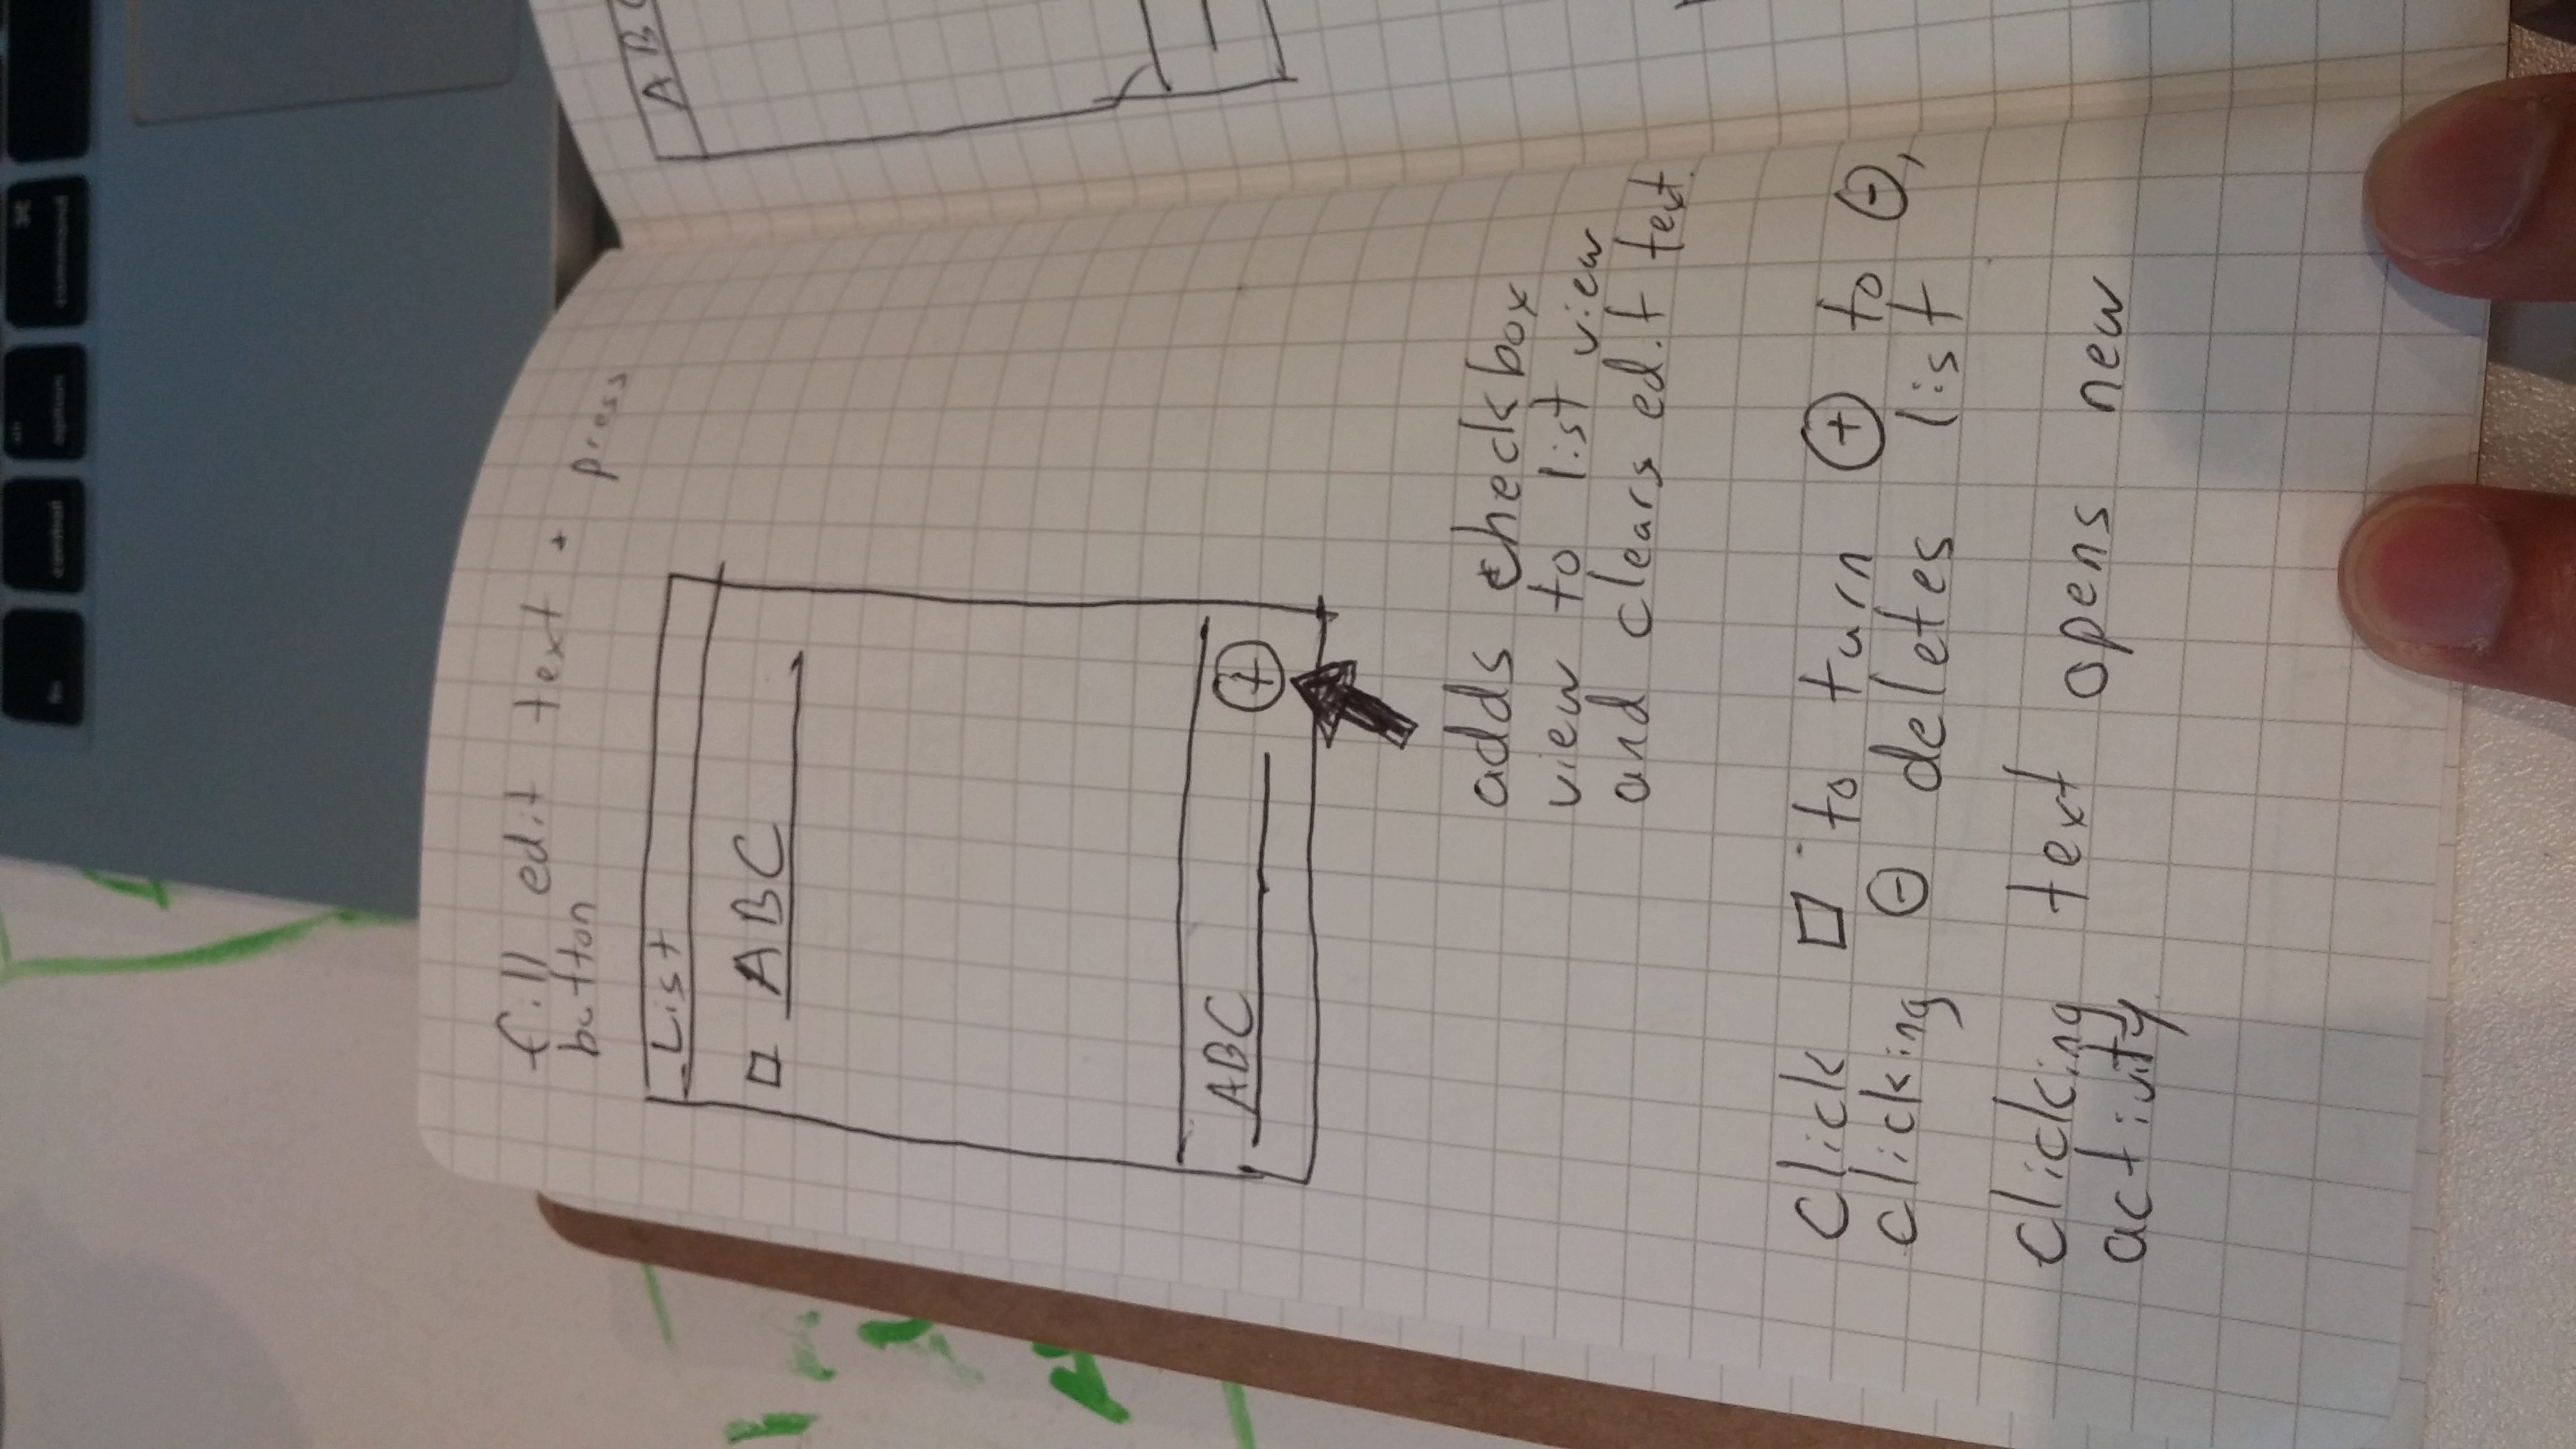 fn control option ⌘ command
fill edit text + press
button
List
□ ABC
ABC ⊕
adds checkbox
view to list view
and clears edit text.
click □ to turn ⊕ to ⊖,
clicking ⊖ deletes list
clicking text opens new
activity.
ABC